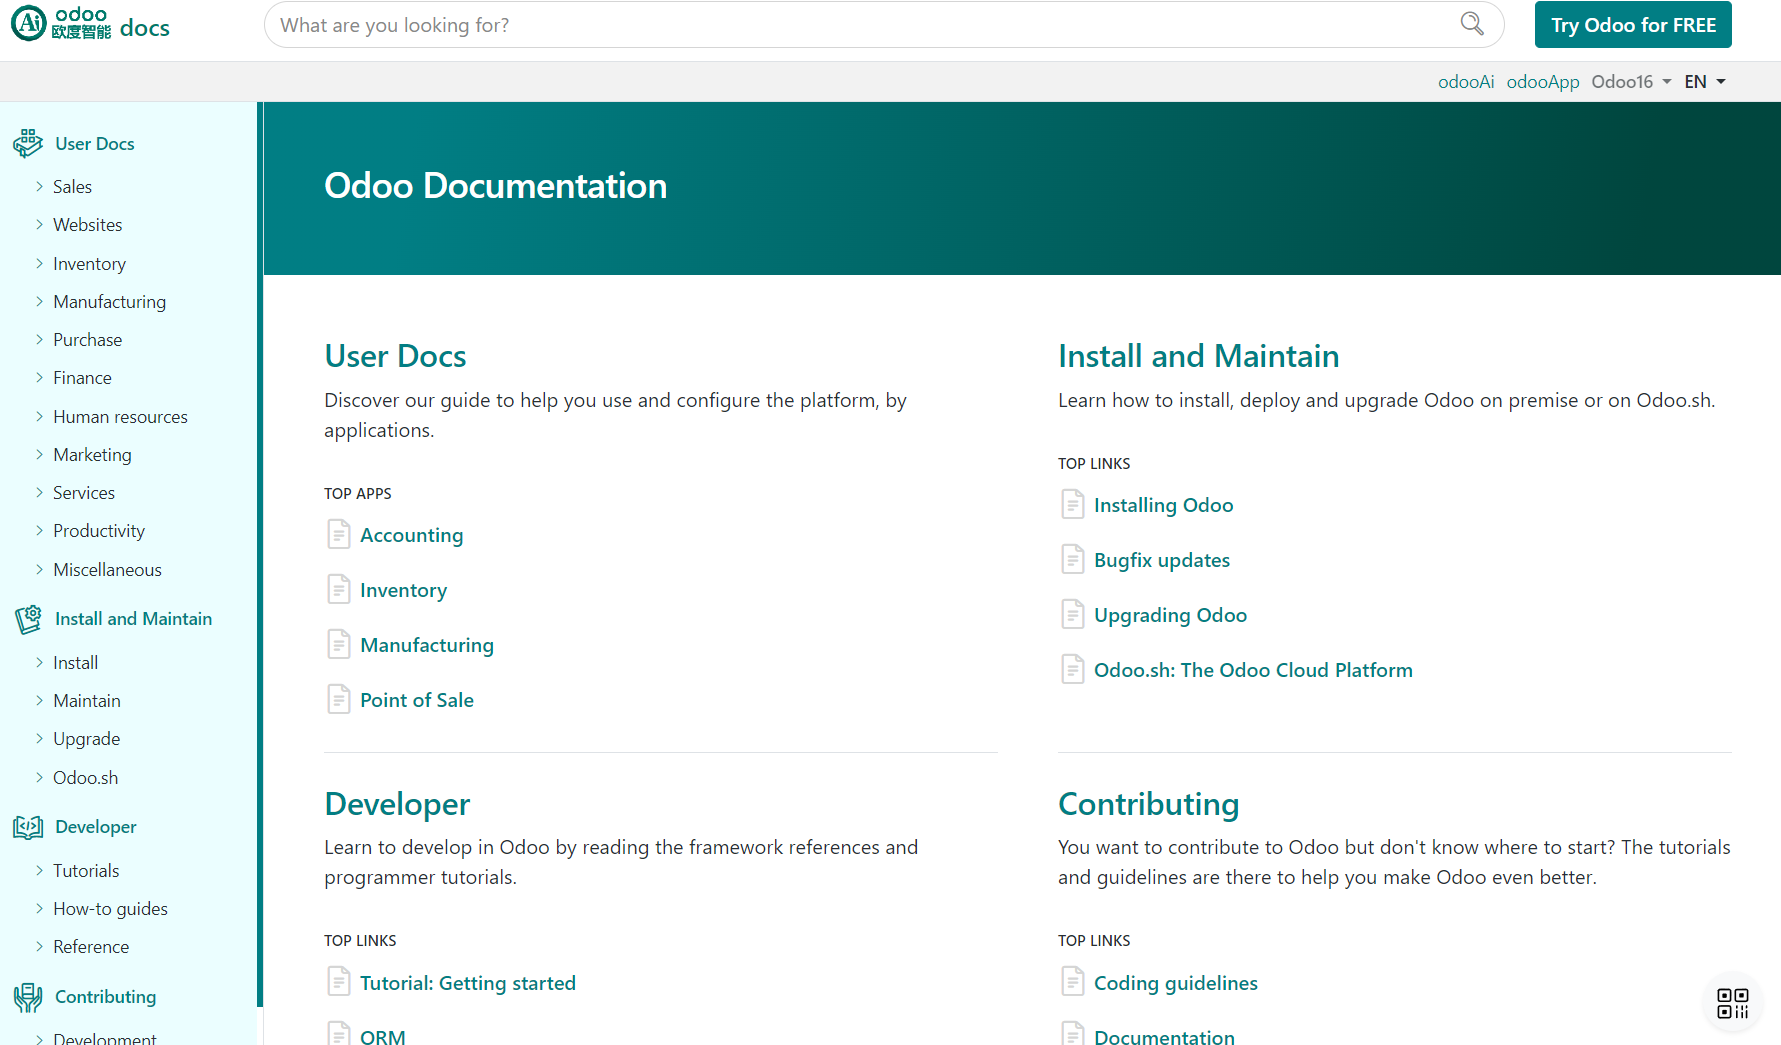 Ai odoo
欧度智能 docs
What are you looking for?
Try Odoo for FREE
odooAi odooApp Odoo16 EN
User Docs
Sales
Websites
Inventory
Manufacturing
Purchase
Finance
Human resources
Marketing
Services
Productivity
Miscellaneous
Install and Maintain
Install
Maintain
Upgrade
Odoo.sh
Developer
Tutorials
How-to guides
Reference
Contributing
Development
Odoo Documentation
User Docs
Discover our guide to help you use and configure the platform, by
applications.
TOP APPS
Accounting
Inventory
Manufacturing
Point of Sale
Install and Maintain
Learn how to install, deploy and upgrade Odoo on premise or on Odoo.sh.
TOP LINKS
Installing Odoo
Bugfix updates
Upgrading Odoo
Odoo.sh: The Odoo Cloud Platform
Developer
Learn to develop in Odoo by reading the framework references and
programmer tutorials.
TOP LINKS
Tutorial: Getting started
ORM
Contributing
You want to contribute to Odoo but don't know where to start? The tutorials
and guidelines are there to help you make Odoo even better.
TOP LINKS
Coding guidelines
Documentation